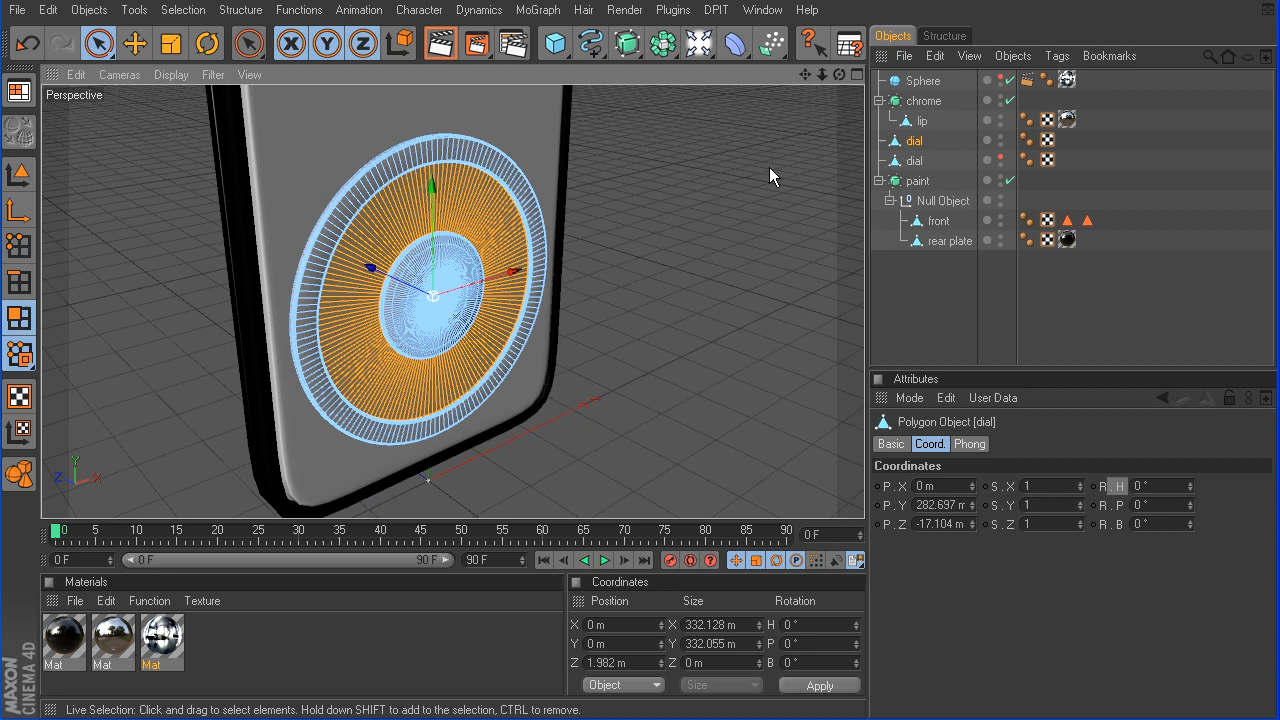 File Edit Objects Tools Selection Structure Functions Animation Character Dynamics MoGraph Hair Render Plugins DPIT Window Help
Objects Structure
File Edit View Objects Tags Bookmarks
Edit Cameras Display Filter View
Perspective
Sphere
chrome
lip
dial
dial
paint
Null Object
front
rear plate
Y
Z X
Attributes
Mode Edit User Data
Polygon Object [dial]
Basic Coord. Phong
Coordinates
P . X 0 m S . X 1 R . H 0 °
P . Y 282.697 m S . Y 1 R . P 0 °
P . Z -17.104 m S . Z 1 R . B 0 °
0 5 10 15 20 25 30 35 40 45 50 55 60 65 70 75 80 85 90 0 F
0 F 0 F 90 F 90 F
Materials
File Edit Function Texture
Mat Mat Mat
Coordinates
Position Size Rotation
X 0 m X 332.128 m H 0 °
Y 0 m Y 332.055 m P 0 °
Z 1.982 m Z 0 m B 0 °
Object Size Apply
MAXON
CINEMA 4D
Live Selection: Click and drag to select elements. Hold down SHIFT to add to the selection, CTRL to remove.